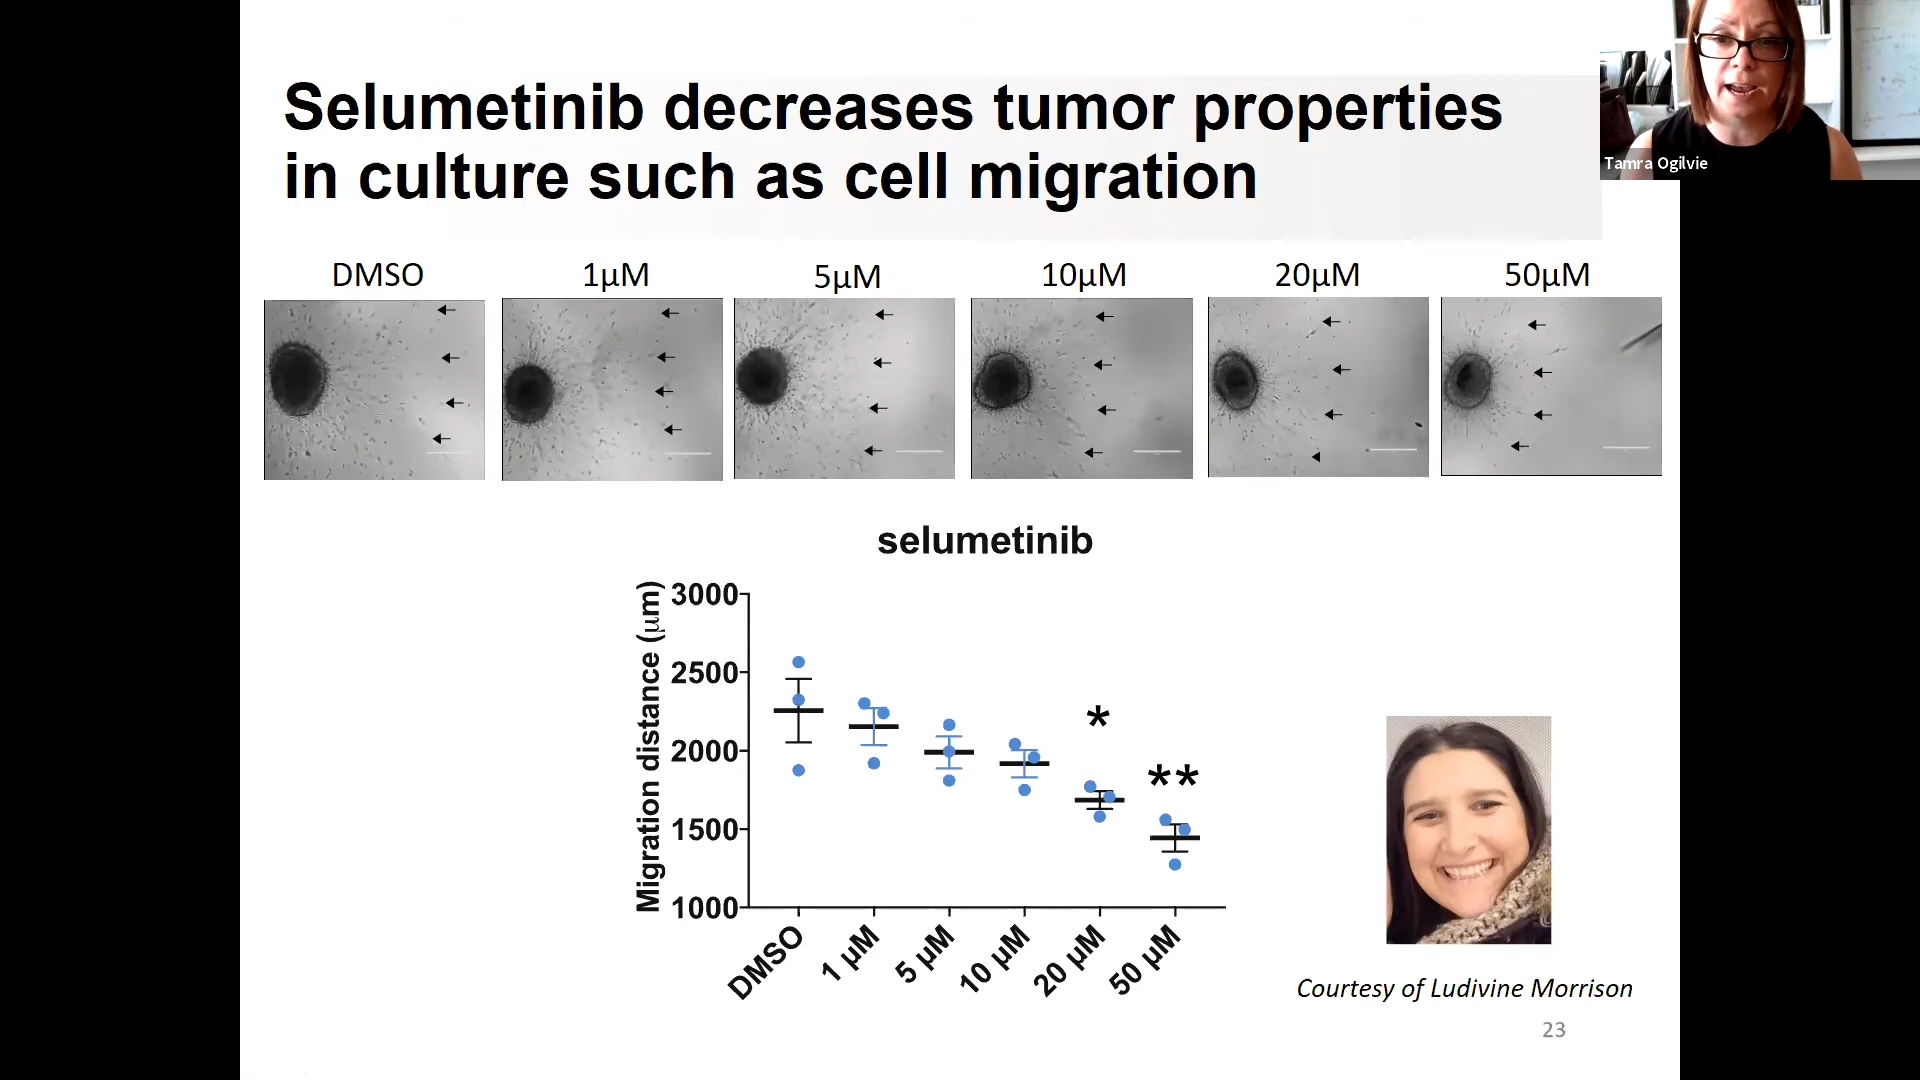 Selumetinib decreases tumor properties
in culture such as cell migration
Tamra Ogilvie
DMSO
1µM
5µM
10µM
20µM
50µM
selumetinib
Migration distance (µm)
3000
2500
2000
1500
1000
*
**
DMSO
1 µM
5 µM
10 µM
20 µM
50 µM
Courtesy of Ludivine Morrison
23